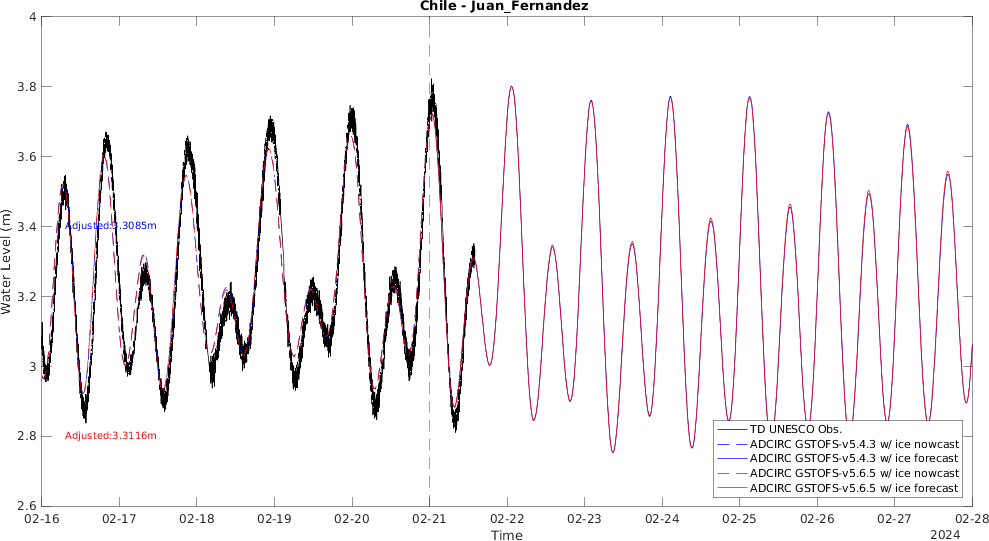 Chile - Juan_Fernandez
4
3.8
3.6
3.4
3.2
3
2.8
2.6
Water Level (m)
Adjusted:3.3085m
Adjusted:3.3116m
TD UNESCO Obs.
ADCIRC GSTOFS-v5.4.3 w/ ice nowcast
ADCIRC GSTOFS-v5.4.3 w/ ice forecast
ADCIRC GSTOFS-v5.6.5 w/ ice nowcast
ADCIRC GSTOFS-v5.6.5 w/ ice forecast
02-16 02-17 02-18 02-19 02-20 02-21 02-22 02-23 02-24 02-25 02-26 02-27 02-28
Time
2024